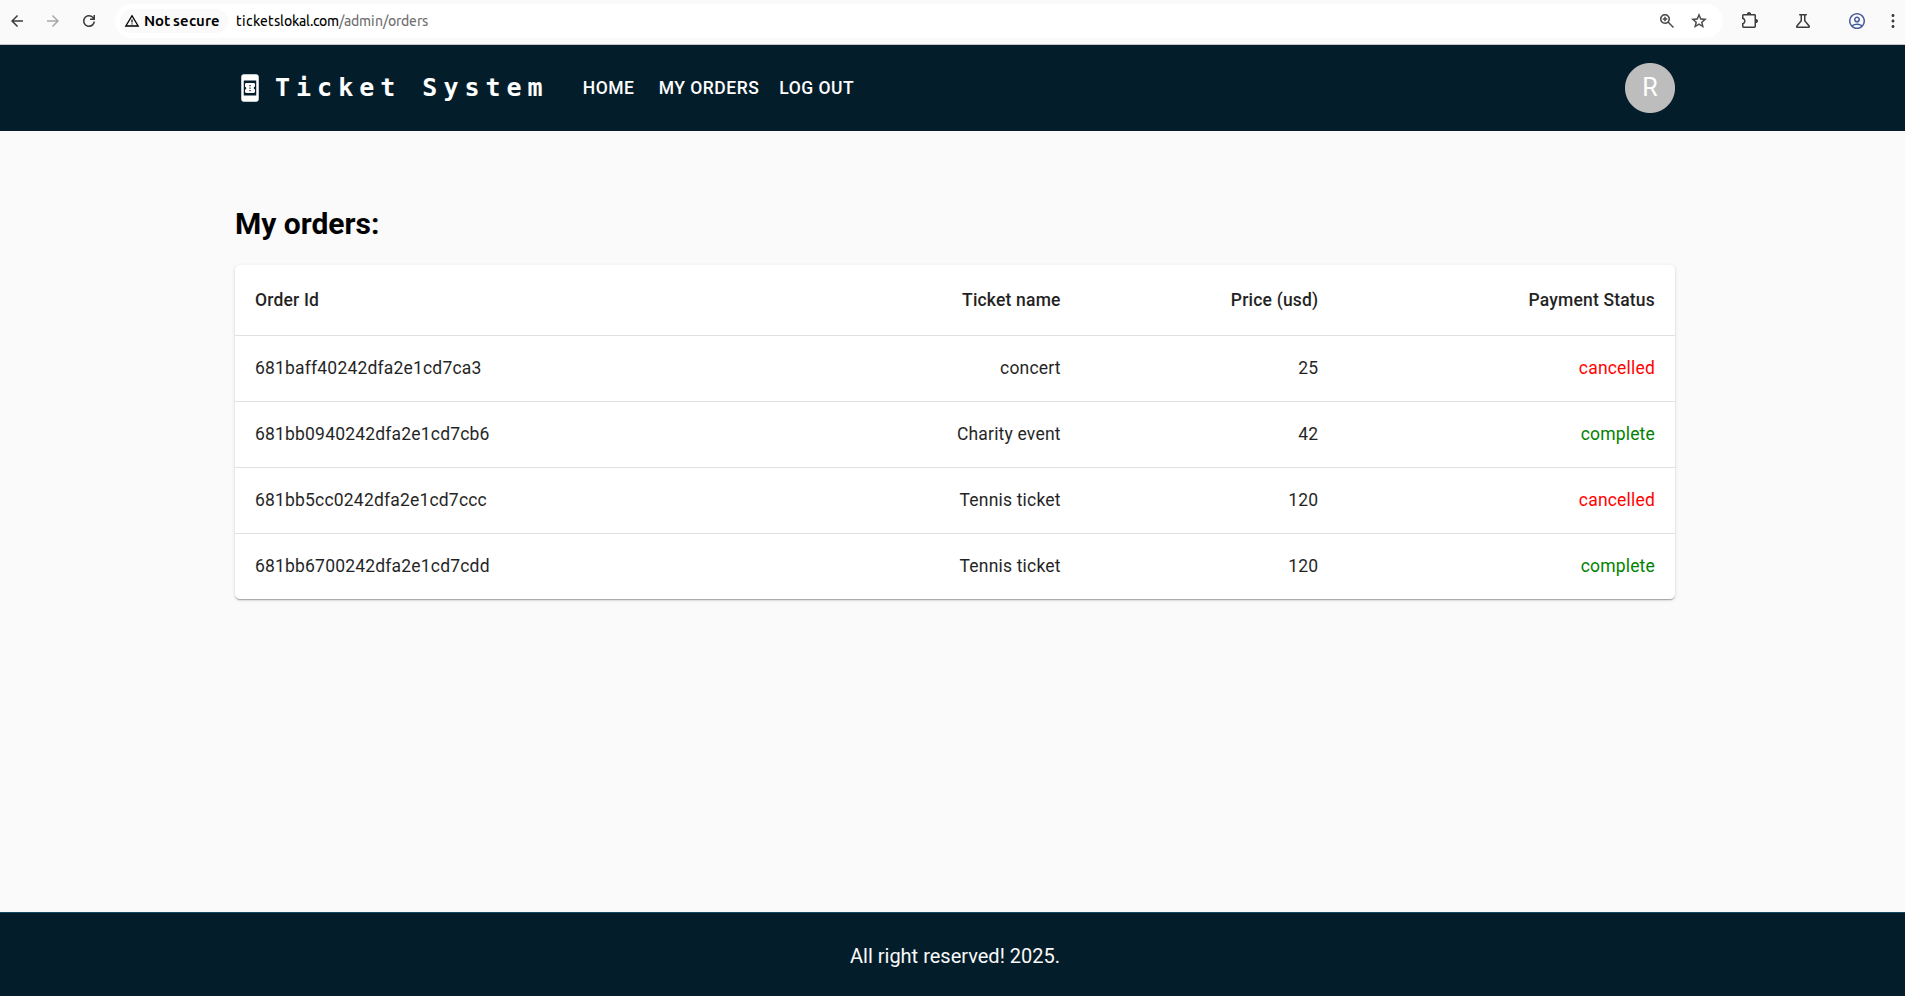 Not secure ticketslokal.com/admin/orders
Ticket System HOME MY ORDERS LOG OUT R
My orders:
Order Id Ticket name Price (usd) Payment Status
681baff40242dfa2e1cd7ca3 concert 25 cancelled
681bb0940242dfa2e1cd7cb6 Charity event 42 complete
681bb5cc0242dfa2e1cd7ccc Tennis ticket 120 cancelled
681bb6700242dfa2e1cd7cdd Tennis ticket 120 complete
All right reserved! 2025.